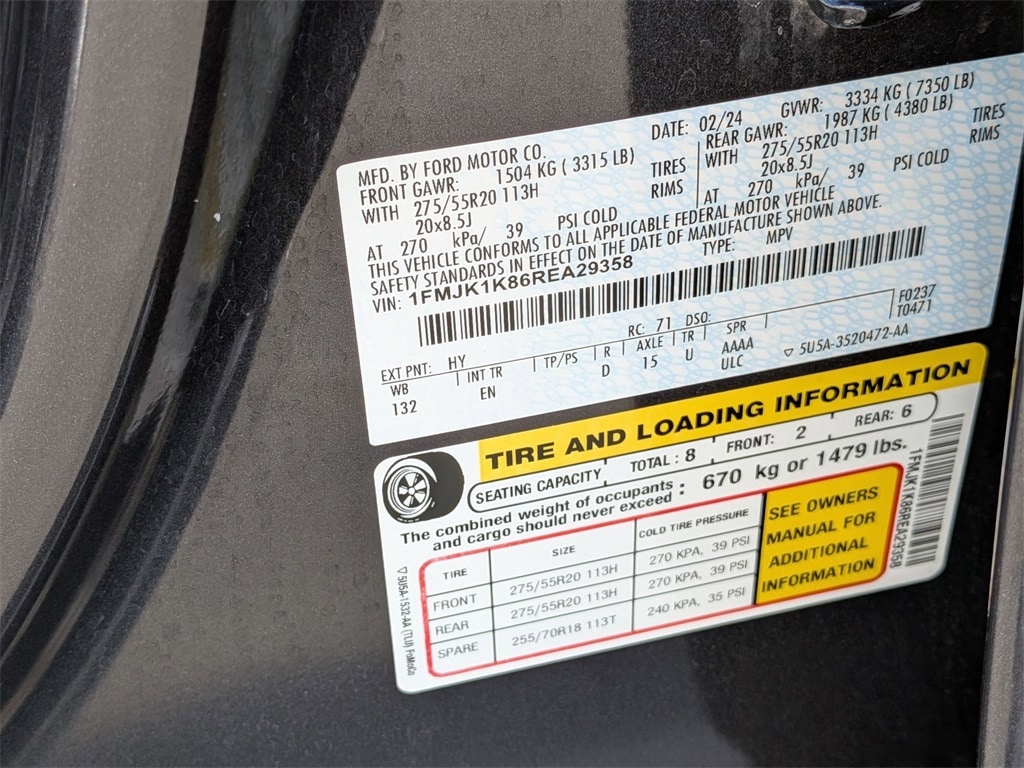 MFD. BY FORD MOTOR CO.
DATE: 02/24 GVWR: 3334 KG ( 7350 LB)
FRONT GAWR: 1504 KG ( 3315 LB)
WITH 275/55R20 113H TIRES
20x8.5J RIMS
AT 270 kPa/ 39 PSI COLD
REAR GAWR: 1987 KG ( 4380 LB)
WITH 275/55R20 113H TIRES
20x8.5J RIMS
AT 270 kPa/ 39 PSI COLD
THIS VEHICLE CONFORMS TO ALL APPLICABLE FEDERAL MOTOR VEHICLE
SAFETY STANDARDS IN EFFECT ON THE DATE OF MANUFACTURE SHOWN ABOVE.
VIN: 1FMJK1K86REA29358 TYPE: MPV
EXT PNT: HY RC: 71 DSO: F0237
T0471
WB INT TR TP/PS R AXLE TR SPR
132 EN D 15 U AAAA
ULC
▽ 5U5A-3520472-AA
TIRE AND LOADING INFORMATION
SEATING CAPACITY TOTAL : 8 FRONT: 2 REAR: 6
The combined weight of occupants
and cargo should never exceed : 670 kg or 1479 lbs.
TIRE SIZE COLD TIRE PRESSURE
FRONT 275/55R20 113H 270 KPA, 39 PSI
REAR 275/55R20 113H 270 KPA, 39 PSI
SPARE 255/70R18 113T 240 KPA, 35 PSI
SEE OWNERS
MANUAL FOR
ADDITIONAL
INFORMATION
1FMJK1K86REA29358
▽ 5U5A-1532-AA (TLU) FoMoCo